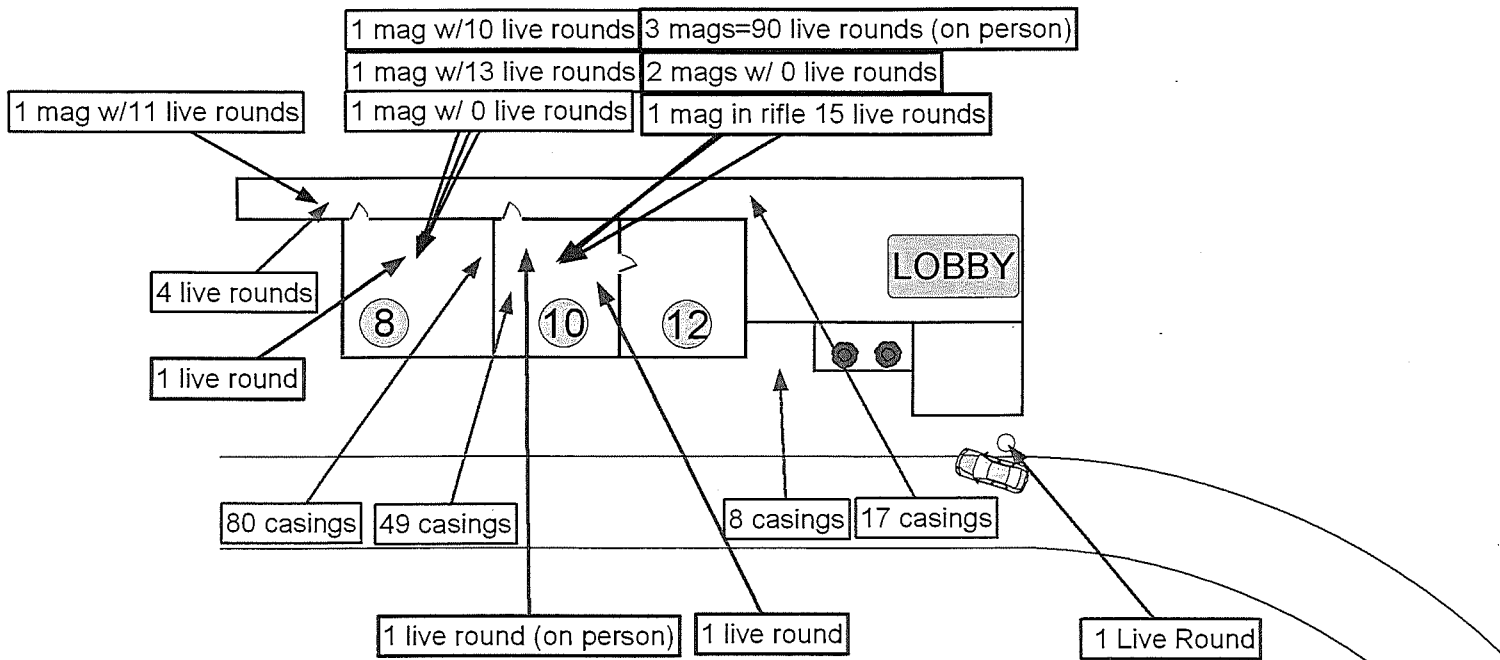 1 mag w/10 live rounds
3 mags=90 live rounds (on person)
1 mag w/13 live rounds
2 mags w/ 0 live rounds
1 mag w/11 live rounds
1 mag w/ 0 live rounds
1 mag in rifle 15 live rounds
LOBBY
4 live rounds
8
10
12
1 live round
80 casings
49 casings
8 casings
17 casings
1 live round (on person)
1 live round
1 Live Round